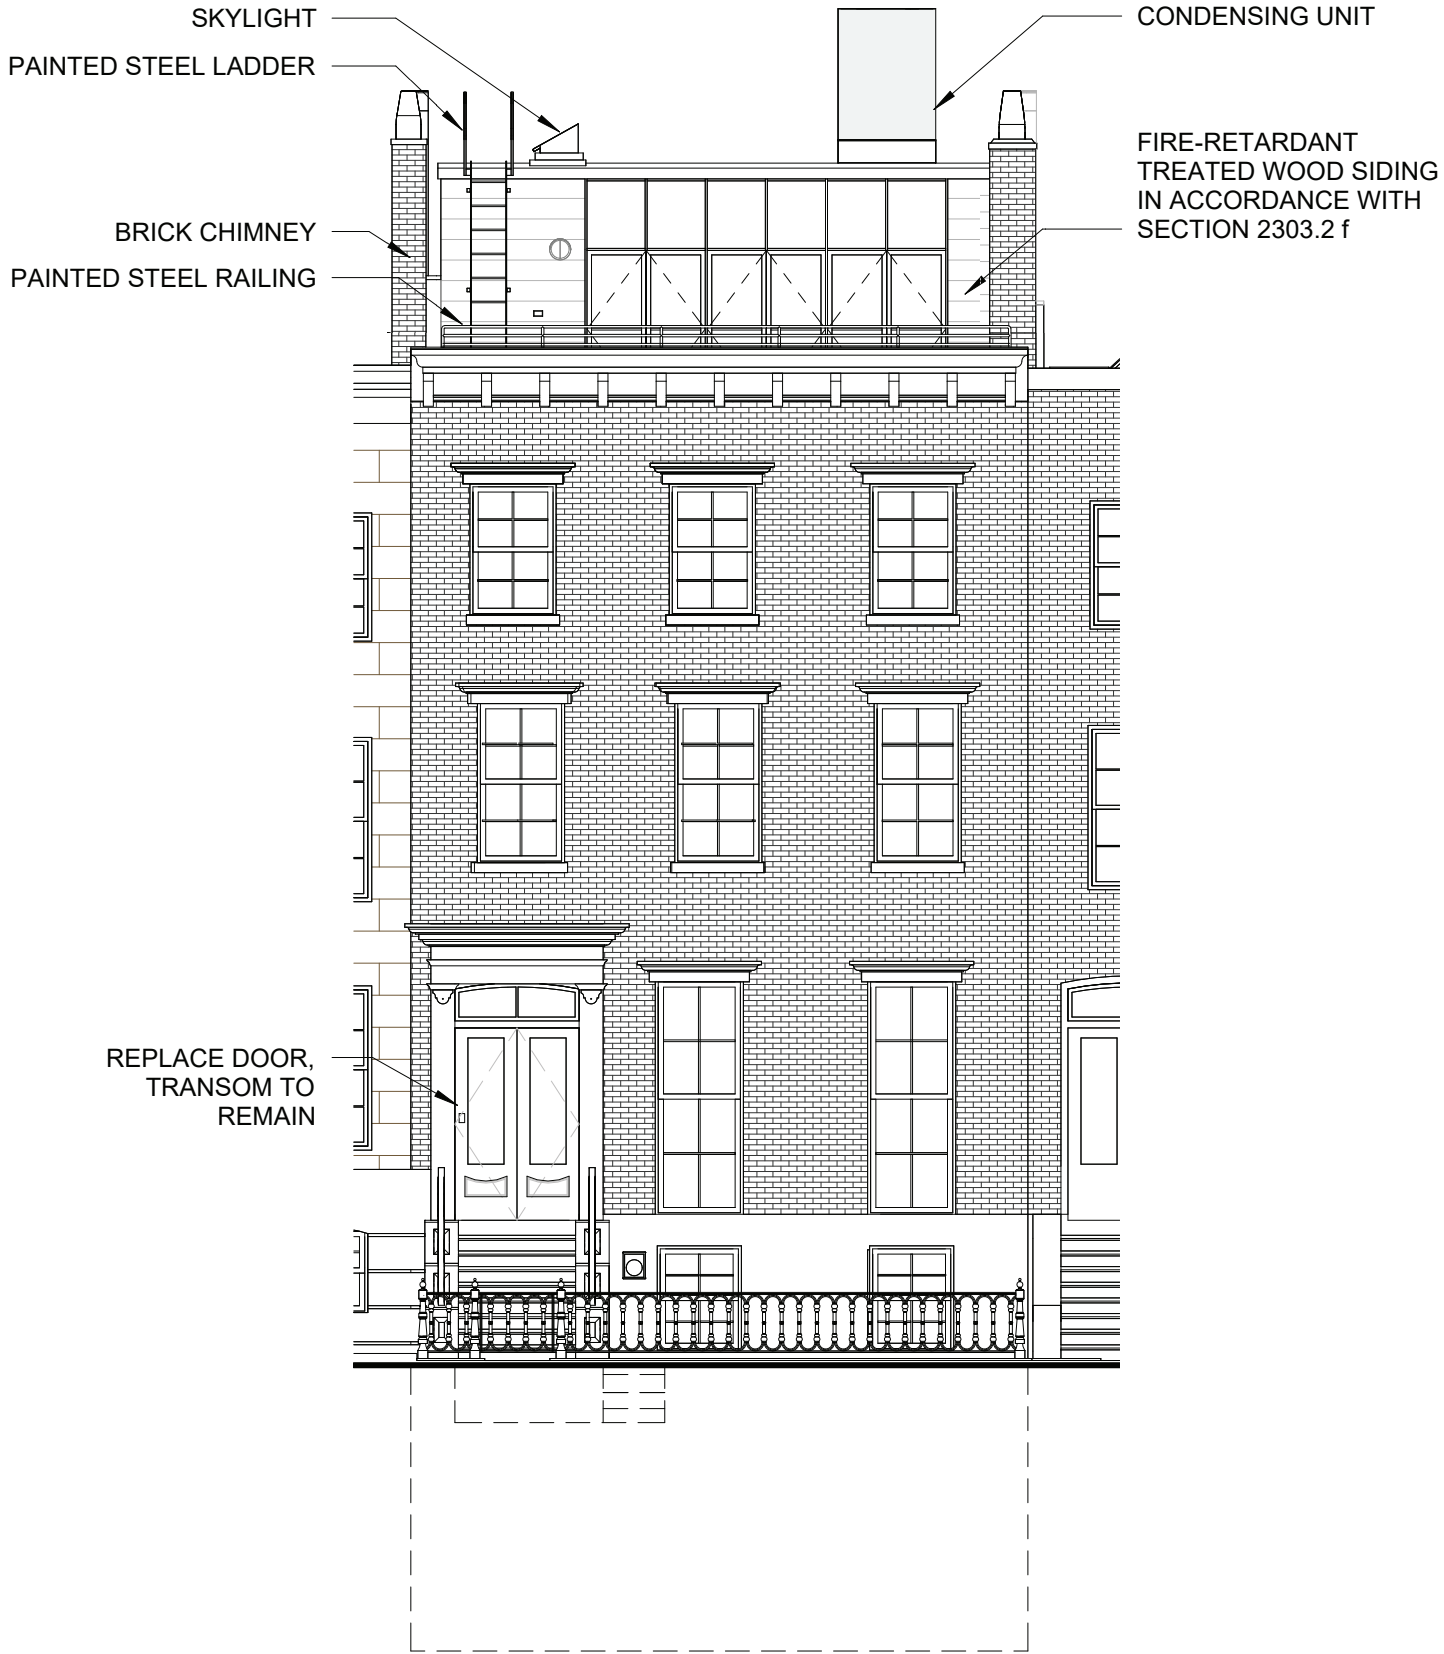 SKYLIGHT
PAINTED STEEL LADDER
BRICK CHIMNEY
PAINTED STEEL RAILING
REPLACE DOOR,
TRANSOM TO
REMAIN
CONDENSING UNIT
FIRE-RETARDANT
TREATED WOOD SIDING
IN ACCORDANCE WITH
SECTION 2303.2 f